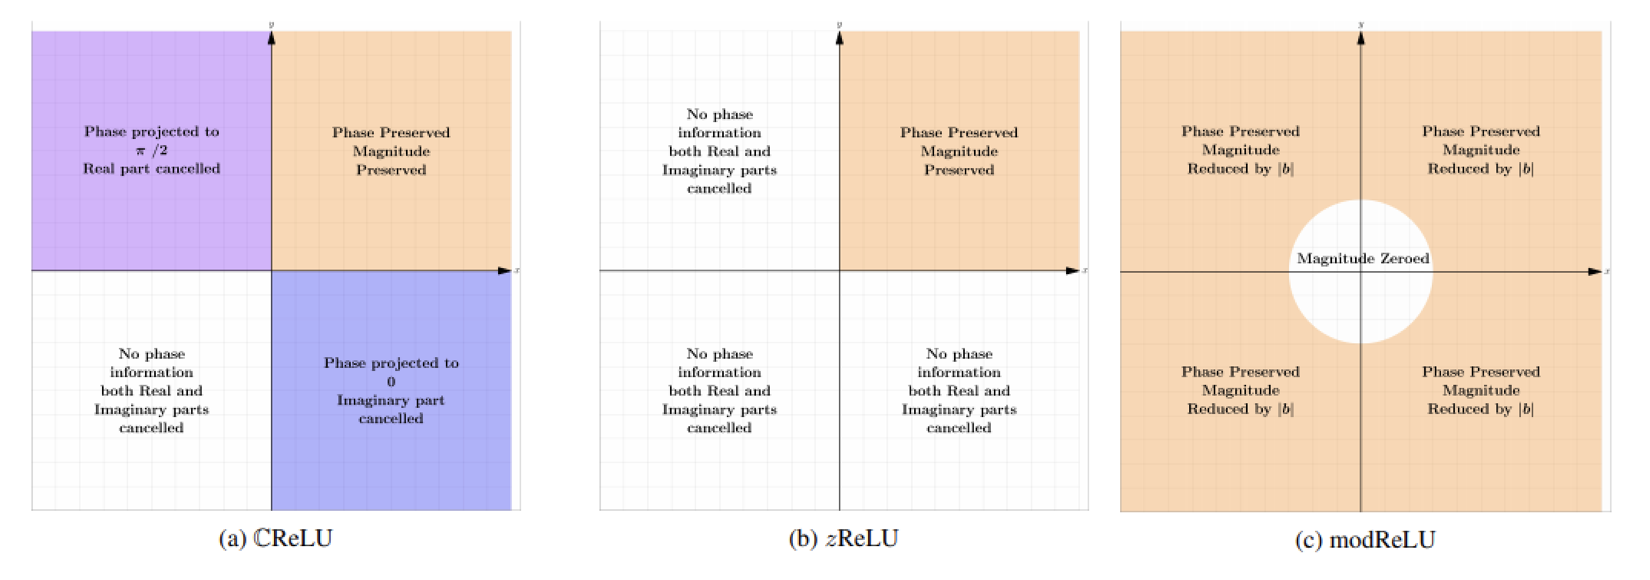 y
Phase projected to
π /2
Real part cancelled
Phase Preserved
Magnitude
Preserved
x
No phase
information
both Real and
Imaginary parts
cancelled
Phase projected to
0
Imaginary part
cancelled
(a) ℂReLU
y
No phase
information
both Real and
Imaginary parts
cancelled
Phase Preserved
Magnitude
Preserved
x
No phase
information
both Real and
Imaginary parts
cancelled
No phase
information
both Real and
Imaginary parts
cancelled
(b) zReLU
Phase Preserved
Magnitude
Reduced by |b|
Phase Preserved
Magnitude
Reduced by |b|
Magnitude Zeroed
x
Phase Preserved
Magnitude
Reduced by |b|
Phase Preserved
Magnitude
Reduced by |b|
(c) modReLU